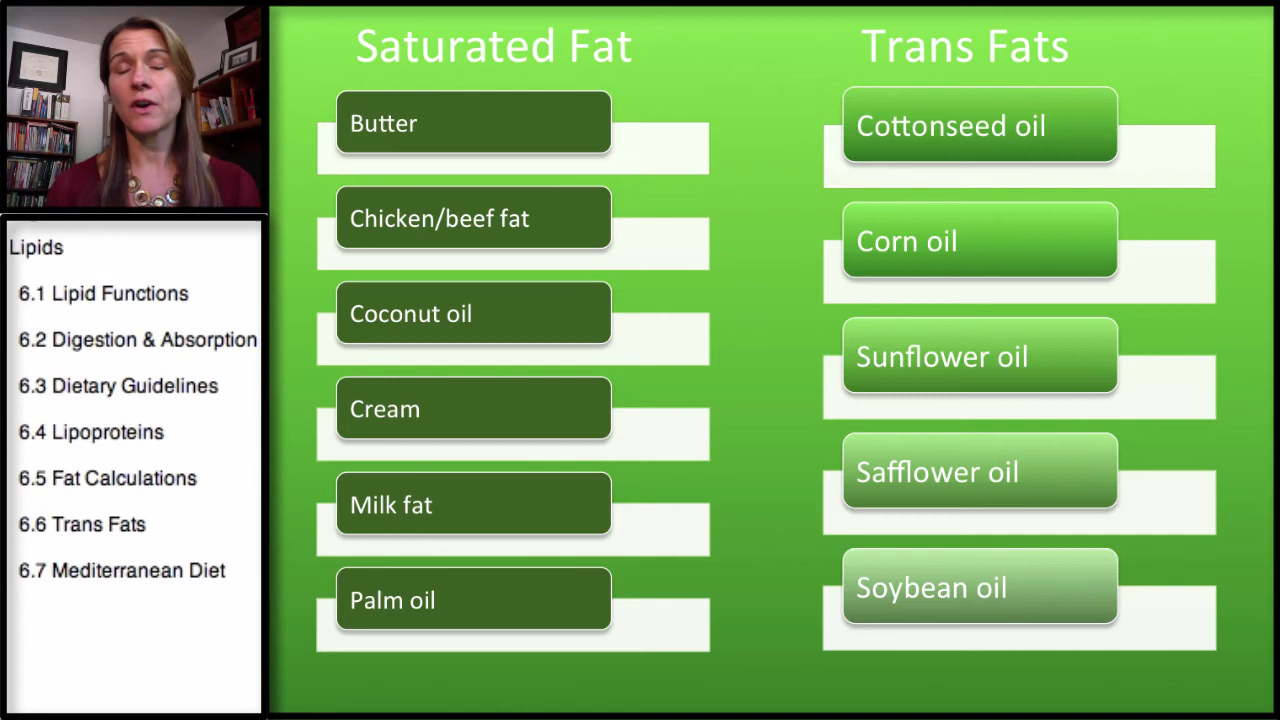 Saturated Fat
Butter
Chicken/beef fat
Coconut oil
Cream
Milk fat
Palm oil
Trans Fats
Cottonseed oil
Corn oil
Sunflower oil
Safflower oil
Soybean oil
Lipids
6.1 Lipid Functions
6.2 Digestion & Absorption
6.3 Dietary Guidelines
6.4 Lipoproteins
6.5 Fat Calculations
6.6 Trans Fats
6.7 Mediterranean Diet